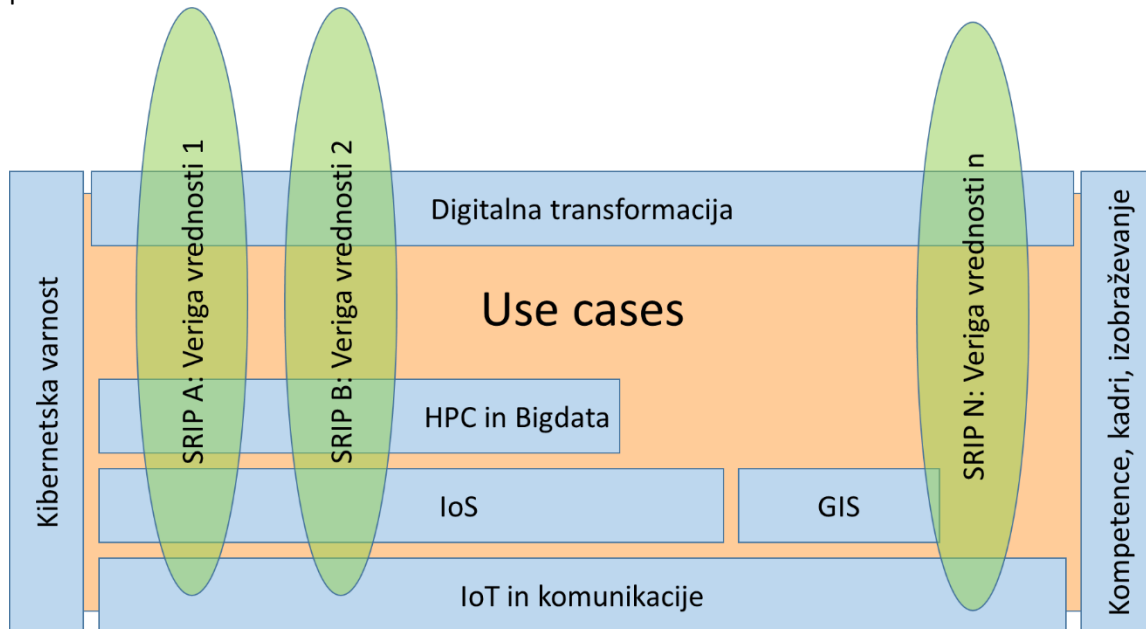 Kibernetska varnost
SRIP A: Veriga vrednosti 1
SRIP B: Veriga vrednosti 2
SRIP N: Veriga vrednosti n
Digitalna transformacija
Use cases
HPC in Bigdata
IoS
GIS
IoT in komunikacije
Kompetence, kadri, izobraževanje